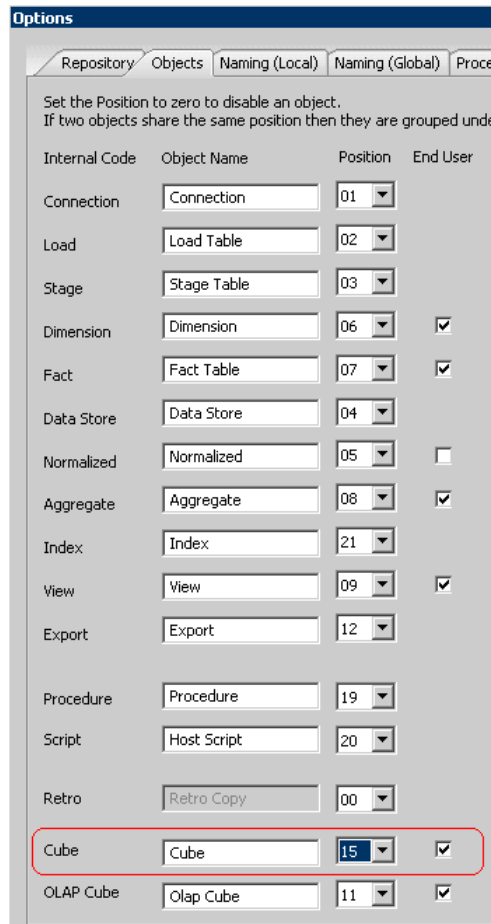 Options
Repository Objects Naming (Local) Naming (Global) Proce
Set the Position to zero to disable an object.
If two objects share the same position then they are grouped unde
Internal Code Object Name Position End User
Connection Connection 01
Load Load Table 02
Stage Stage Table 03
Dimension Dimension 06
Fact Fact Table 07
Data Store Data Store 04
Normalized Normalized 05
Aggregate Aggregate 08
Index Index 21
View View 09
Export Export 12
Procedure Procedure 19
Script Host Script 20
Retro Retro Copy 00
Cube Cube 15
OLAP Cube Olap Cube 11